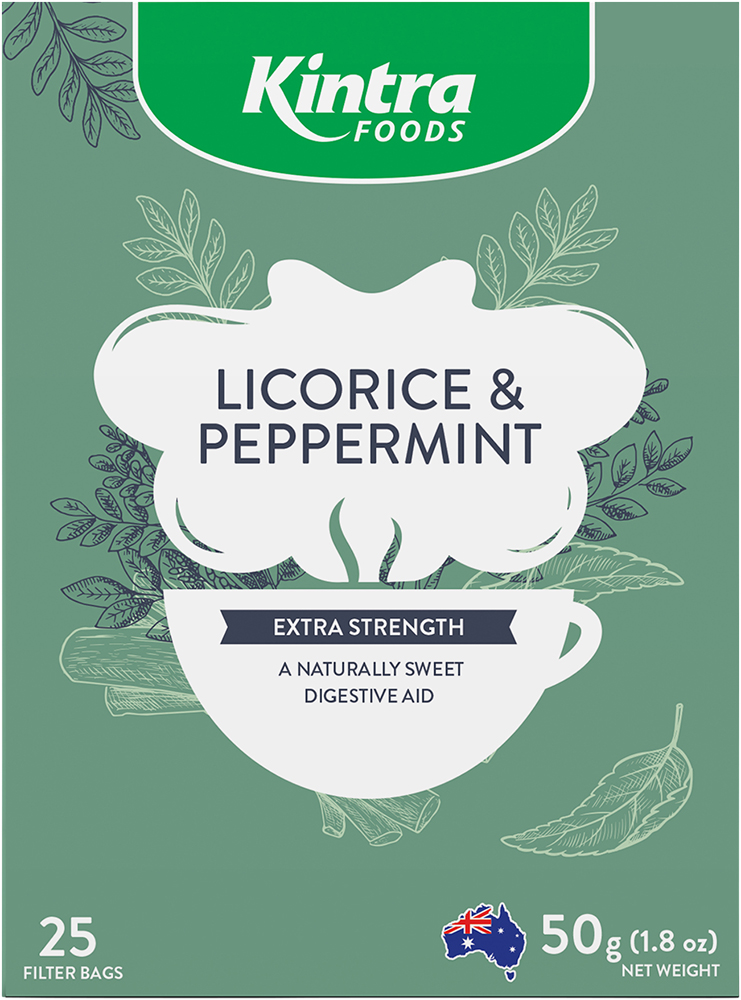 Kintra
FOODS
LICORICE &
PEPPERMINT
EXTRA STRENGTH
A NATURALLY SWEET
DIGESTIVE AID
25
FILTER BAGS
50g (1.8 oz)
NET WEIGHT